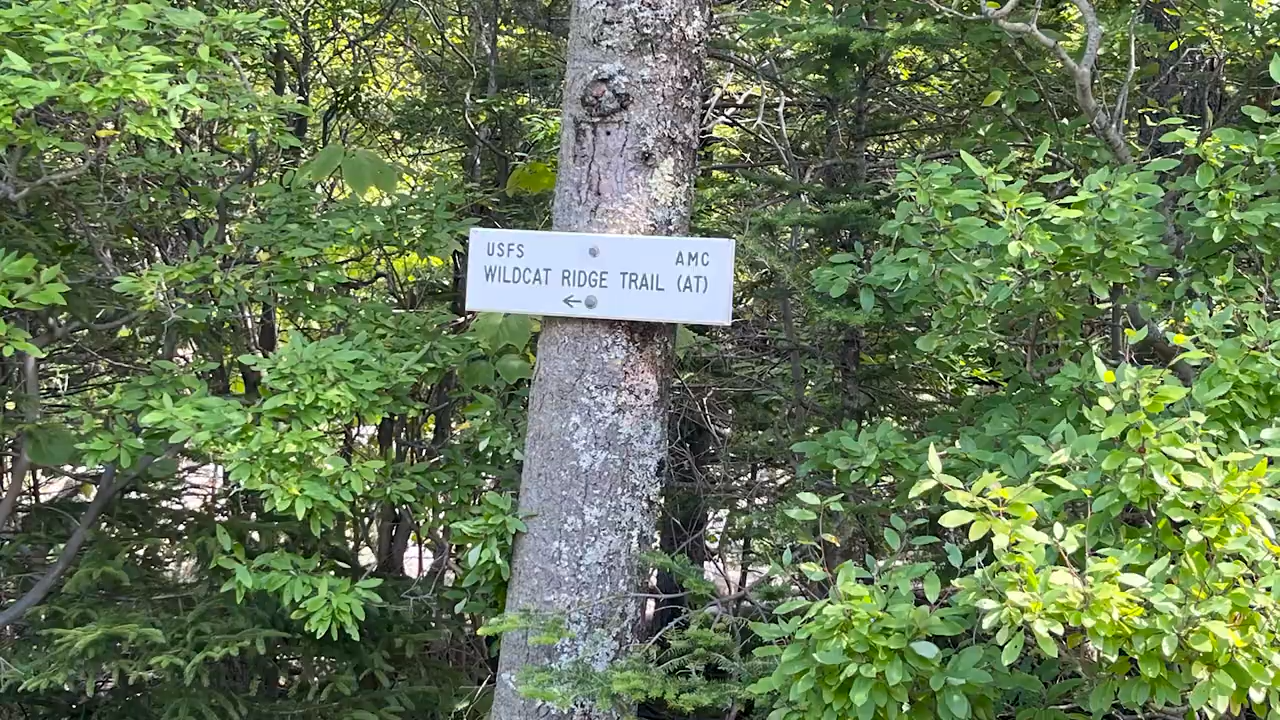 USFS AMC
WILDCAT RIDGE TRAIL (AT)
←